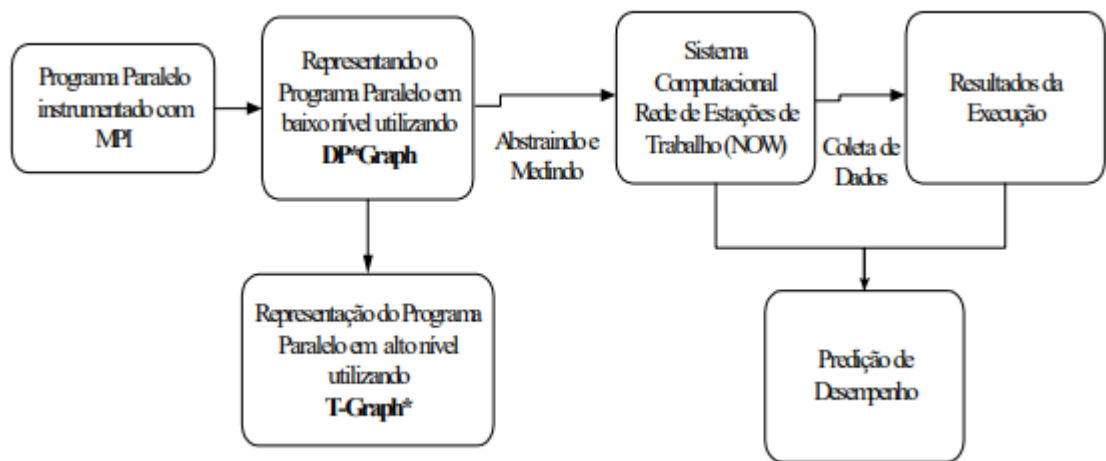 Programa Paralelo
instrumentado com
MPI
Representando o
Programa Paralelo em
baixo nível utilizando
DP*Graph
Abstraindo e
Medindo
Sistema
Computacional
Rede de Estações de
Trabalho (NOW)
Coleta de
Dados
Resultados da
Execução
Representação do Programa
Paralelo em alto nível
utilizando
T-Graph*
Predição de
Desempenho